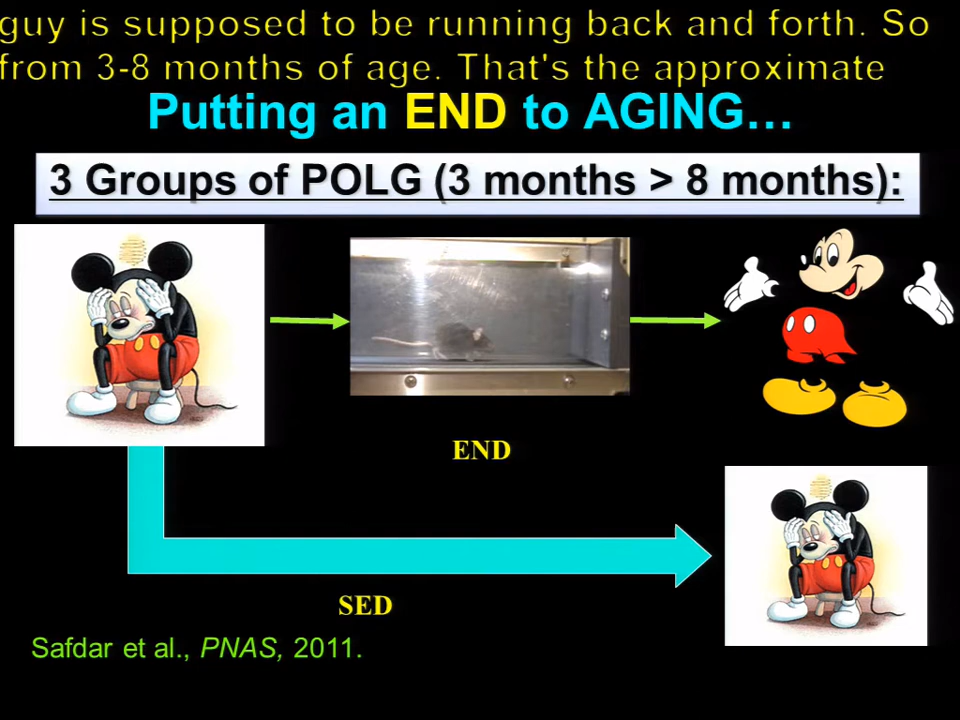 guy is supposed to be running back and forth. So
from 3-8 months of age. That's the approximate
Putting an END to AGING…
3 Groups of POLG (3 months > 8 months):
END
SED
Safdar et al., PNAS, 2011.